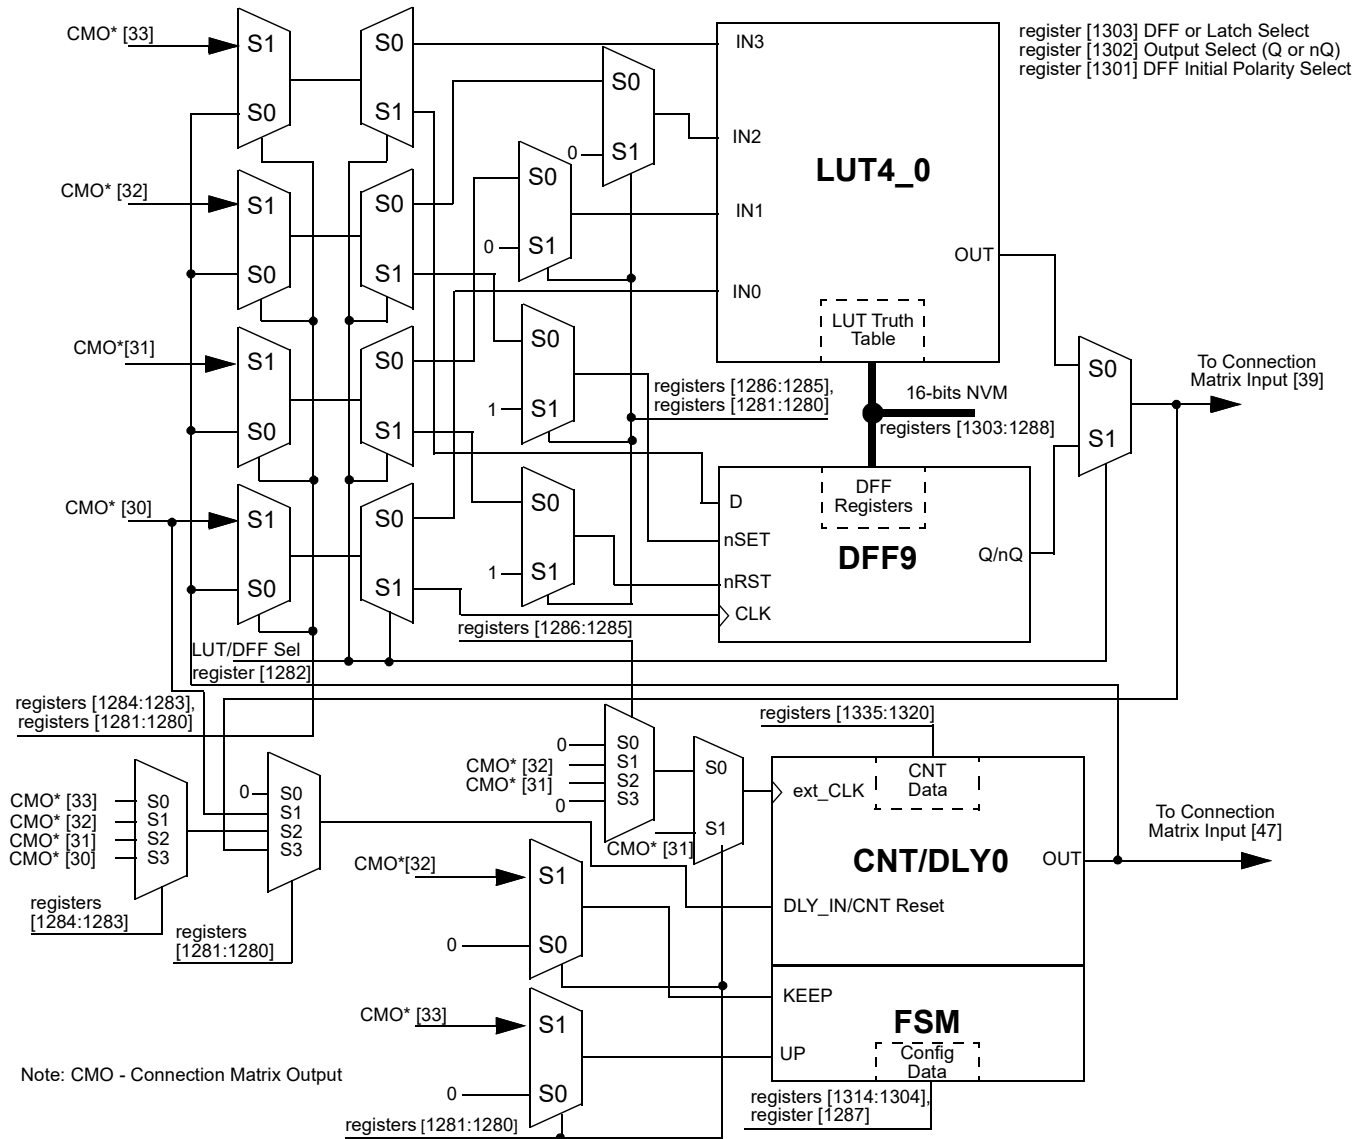 CMO* [33]
S1
S0
S0
S1
CMO* [32]
S1
S0
S0
S1
CMO*[31]
S1
S0
S0
S1
CMO* [30]
S1
S0
S0
S1
S0
S1
0
S0
S1
0
S0
S1
1
S0
S1
1
IN3
IN2
IN1
IN0
LUT4_0
OUT
LUT Truth
Table
register [1303] DFF or Latch Select
register [1302] Output Select (Q or nQ)
register [1301] DFF Initial Polarity Select
registers [1286:1285],
registers [1281:1280]
16-bits NVM
registers [1303:1288]
S0
S1
To Connection
Matrix Input [39]
D
nSET
nRST
CLK
DFF
Registers
DFF9
Q/nQ
LUT/DFF Sel
register [1282]
registers [1284:1283],
registers [1281:1280]
registers [1286:1285]
CMO* [33]
CMO* [32]
CMO* [31]
CMO* [30]
S0
S1
S2
S3
registers
[1284:1283]
0
S0
S1
S2
S3
registers
[1281:1280]
0
CMO* [32]
CMO* [31]
0
S0
S1
S2
S3
S0
S1
CMO* [31]
registers [1335:1320]
ext_CLK
CNT
Data
CNT/DLY0
OUT
DLY_IN/CNT Reset
To Connection
Matrix Input [47]
CMO*[32]
S1
0
S0
KEEP
CMO* [33]
S1
0
S0
UP
FSM
Config
Data
registers [1281:1280]
registers [1314:1304],
register [1287]
Note: CMO - Connection Matrix Output